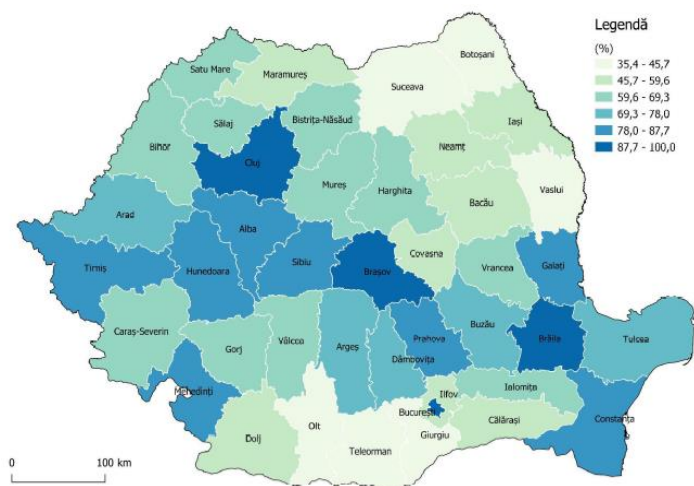 Legendă
(%)
35,4 - 45,7
45,7 - 59,6
59,6 - 69,3
69,3 - 78,0
78,0 - 87,7
87,7 - 100,0
Botoșani
Satu Mare
Maramureș
Suceava
Sălaj
Bistrița-Năsăud
Iași
Bihor
Cluj
Neamț
Mureș
Harghita
Vaslui
Bacău
Arad
Alba
Covasna
Timiș
Hunedoara
Sibiu
Brașov
Vrancea
Galați
Caraș-Severin
Gorj
Vâlcea
Argeș
Prahova
Buzău
Brăila
Tulcea
Dâmbovița
Mehedinți
Ilfov
Ialomița
București
Olt
Călărași
Constanța
Dolj
Giurgiu
Teleorman
0
100 km